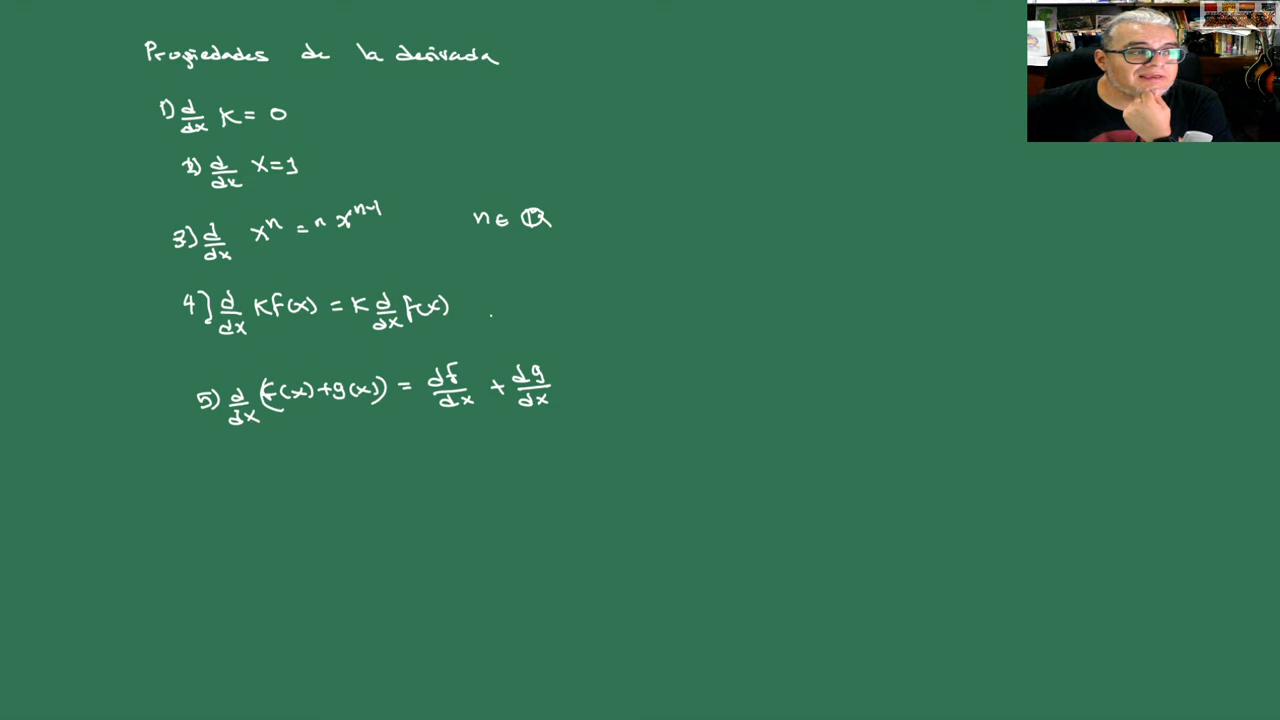 Propiedades de la derivada
1) d/dx K = 0
2) d/dx x = 1
3) d/dx x^n = n x^{n-1} n ∈ ℚ
4) d/dx K f(x) = K d/dx f(x)
5) d/dx (f(x) + g(x)) = df/dx + dg/dx